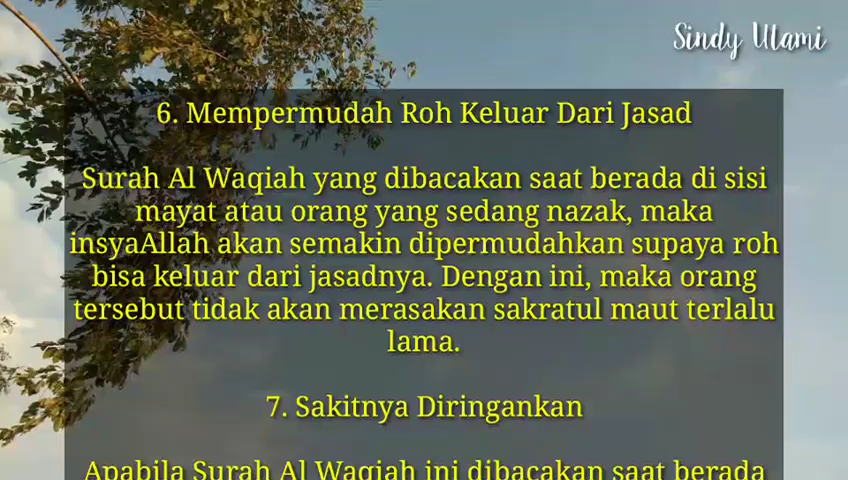 Sindy Utami
6. Mempermudah Roh Keluar Dari Jasad
Surah Al Waqiah yang dibacakan saat berada di sisi
mayat atau orang yang sedang nazak, maka
insyaAllah akan semakin dipermudahkan supaya roh
bisa keluar dari jasadnya. Dengan ini, maka orang
tersebut tidak akan merasakan sakratul maut terlalu
lama.
7. Sakitnya Diringankan
Apabila Surah Al Waqiah ini dibacakan saat berada